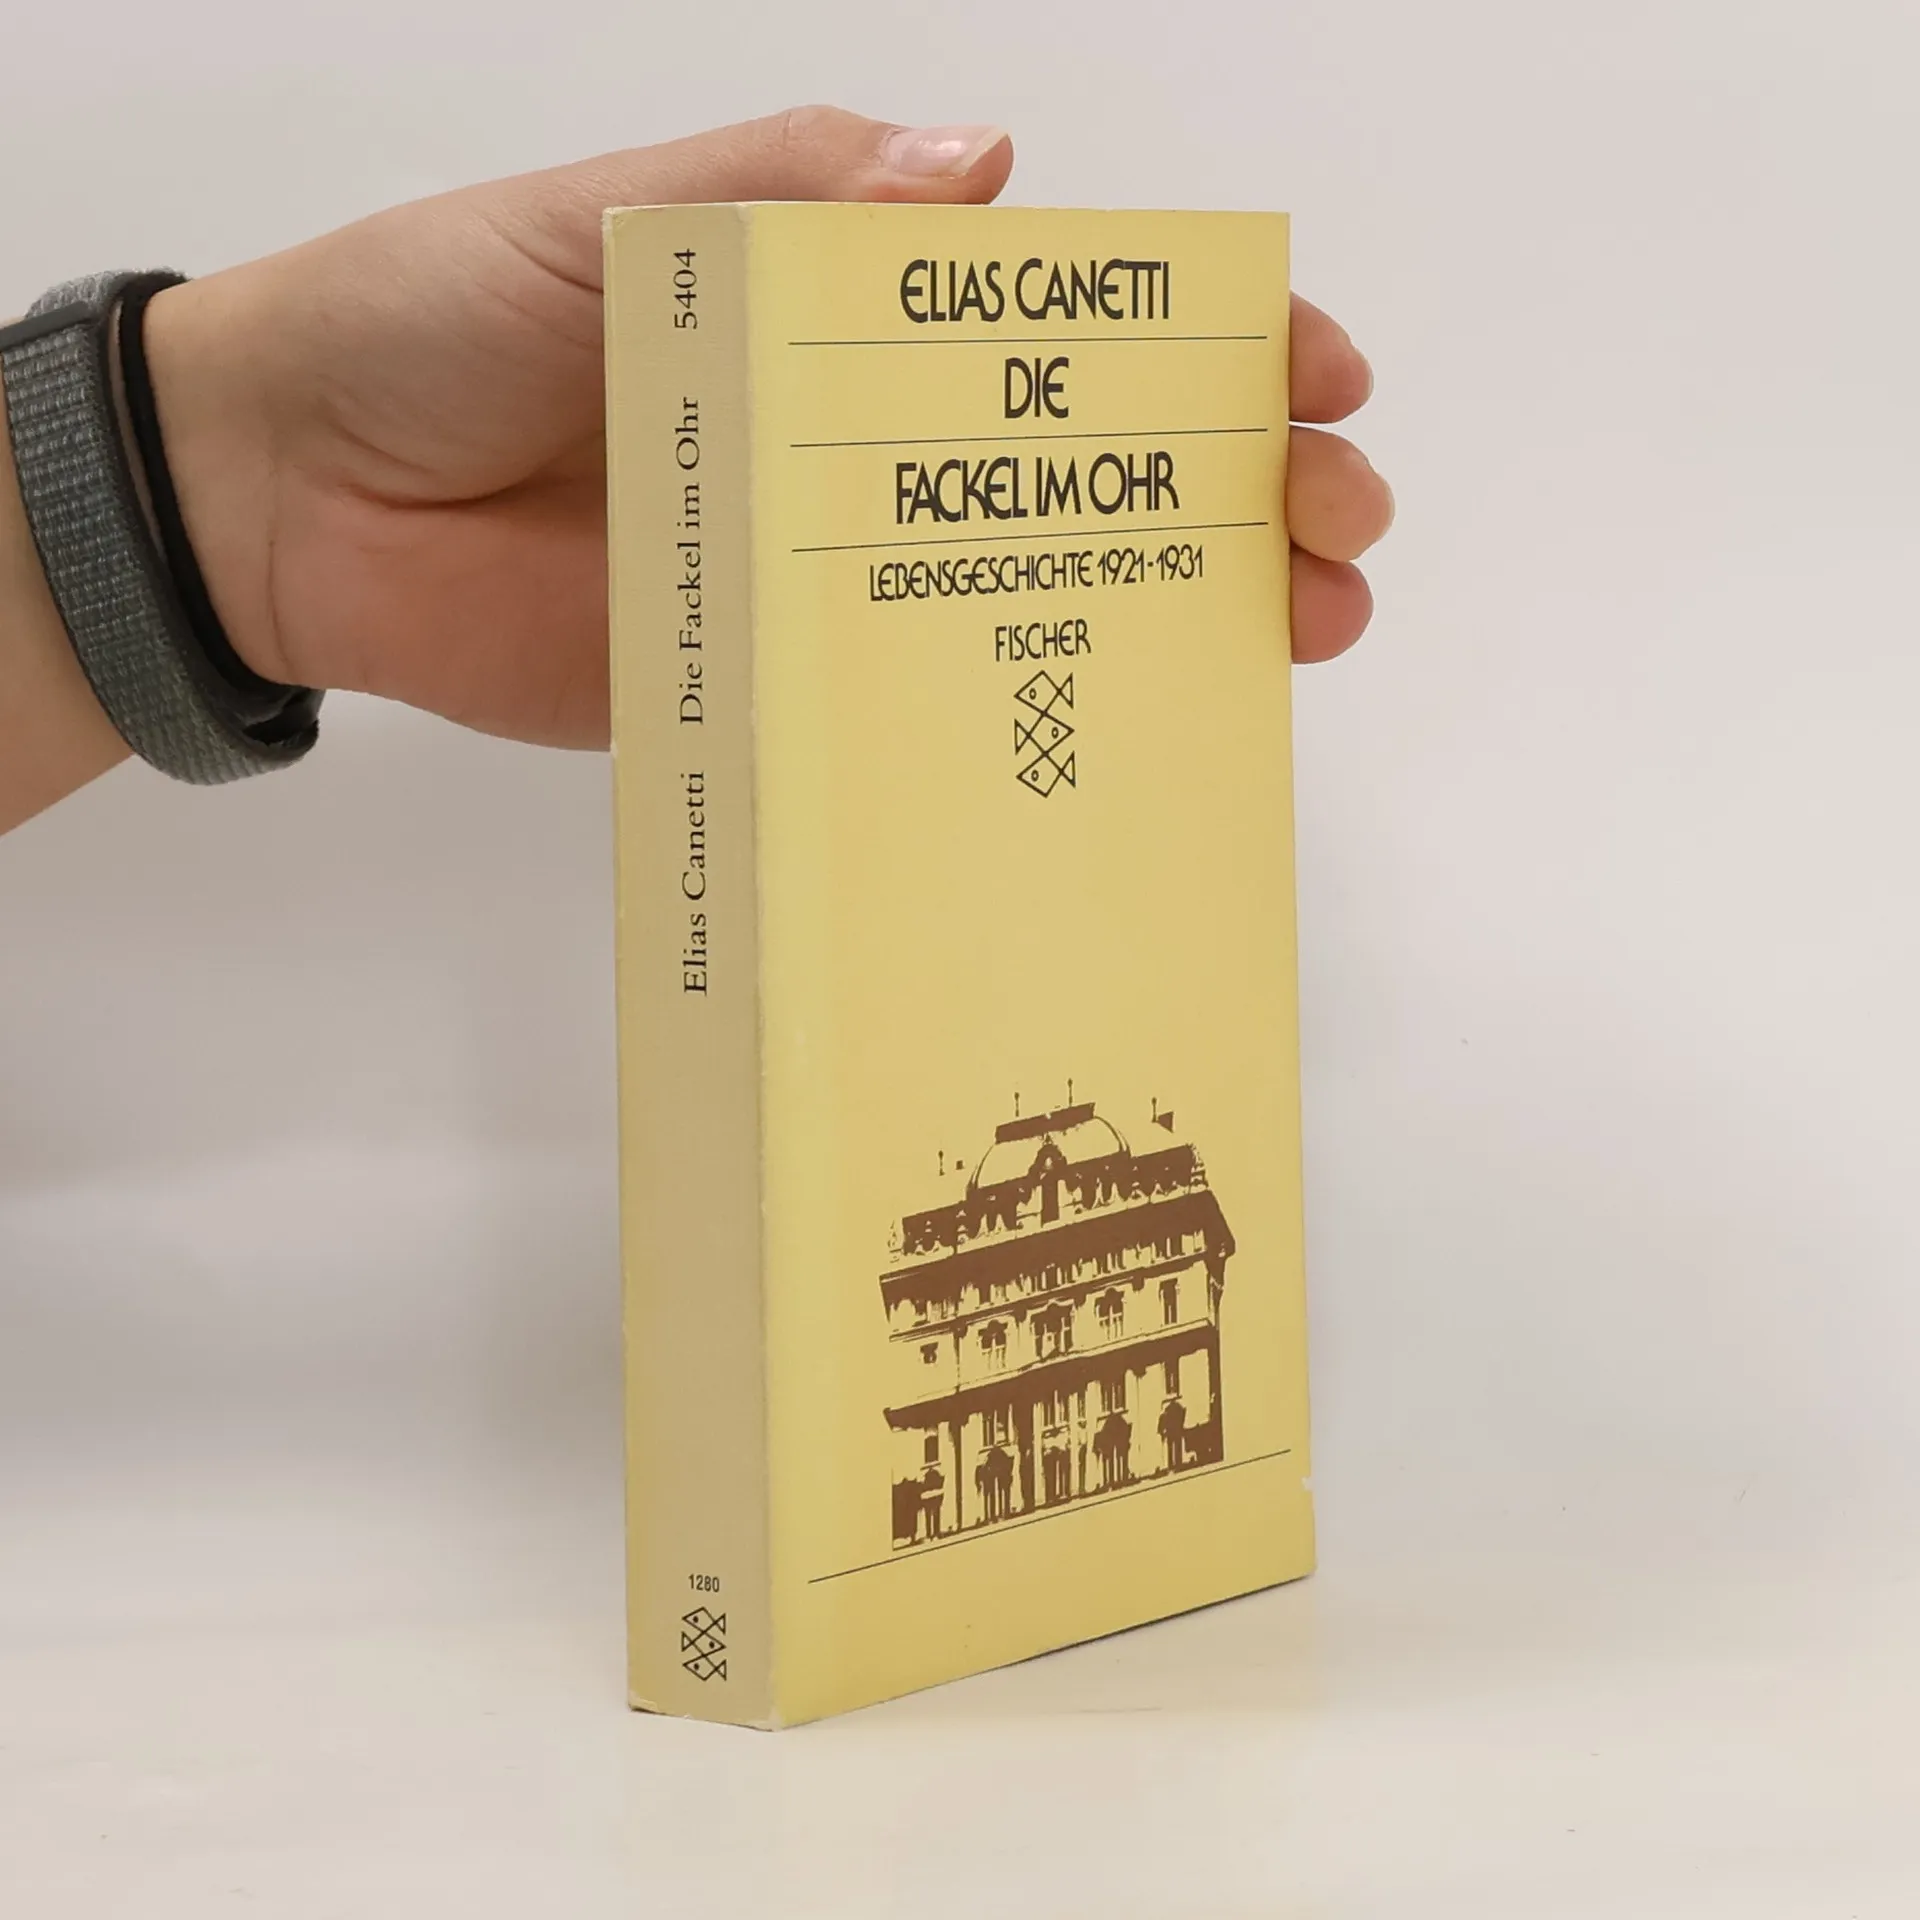 ELIAS CANETTI
DIE
FACKEL IM OHR
LEBENSGESCHICHTE 1921-1931
FISCHER
Elias Canetti Die Fackel im Ohr 5404
1280